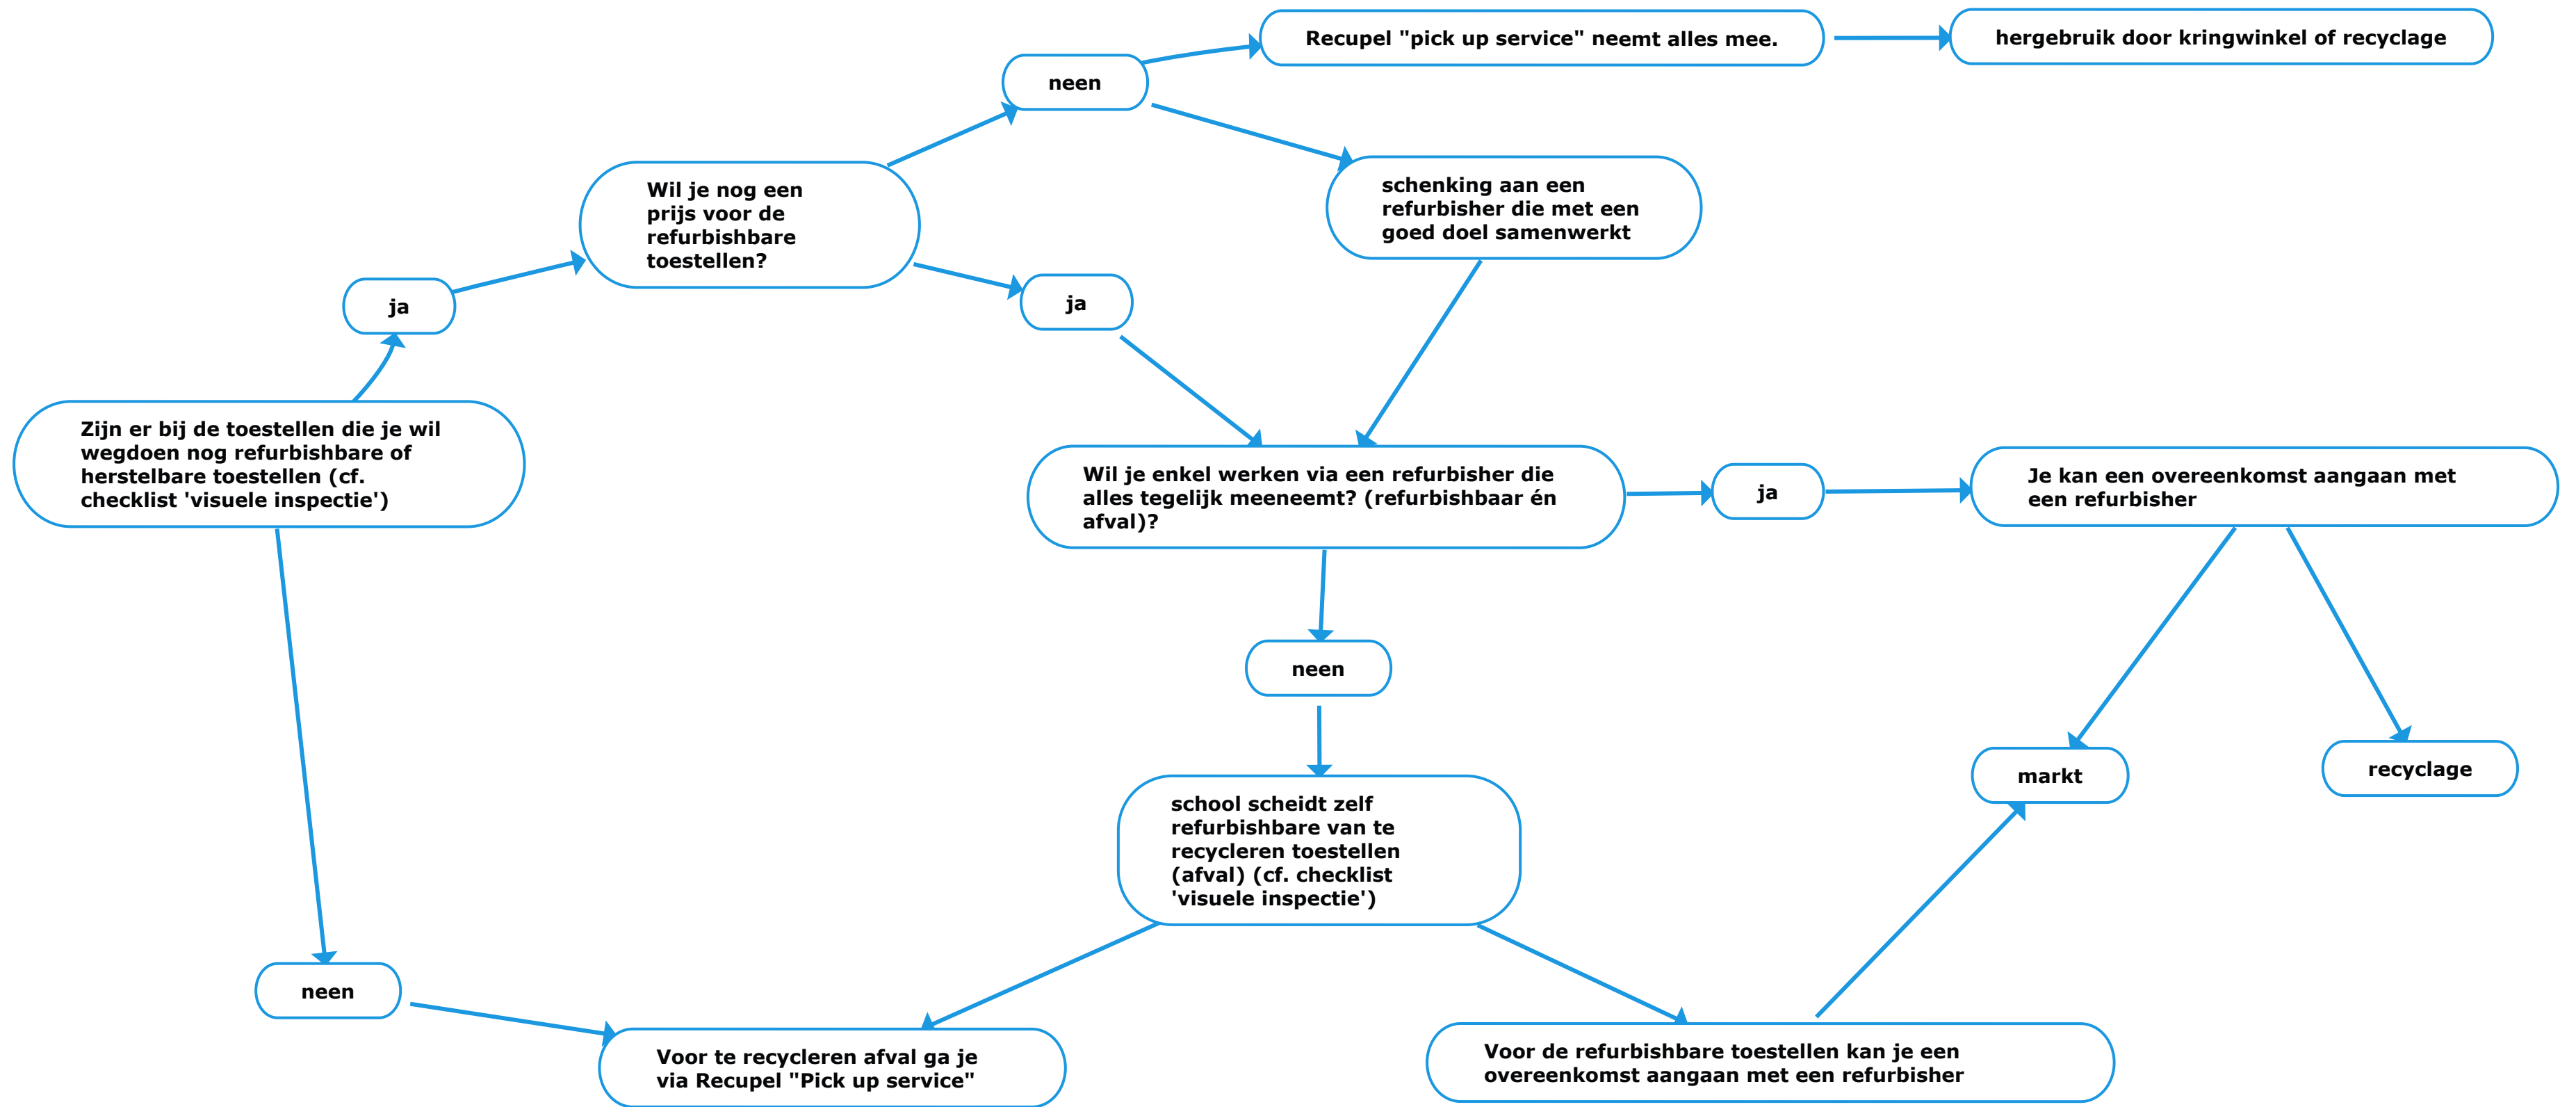 Recupel "pick up service" neemt alles mee.
hergebruik door kringwinkel of recyclage
neen
Wil je nog een
prijs voor de
refurbishbare
toestellen?
schenking aan een
refurbisher die met een
goed doel samenwerkt
ja
ja
Zijn er bij de toestellen die je wil
wegdoen nog refurbishbare of
herstelbare toestellen (cf.
checklist 'visuele inspectie')
Wil je enkel werken via een refurbisher die
alles tegelijk meeneemt? (refurbishbaar én
afval)?
ja
Je kan een overeenkomst aangaan met
een refurbisher
neen
school scheidt zelf
refurbishbare van te
recycleren toestellen
(afval) (cf. checklist
'visuele inspectie')
markt
recyclage
neen
Voor te recycleren afval ga je
via Recupel "Pick up service"
Voor de refurbishbare toestellen kan je een
overeenkomst aangaan met een refurbisher